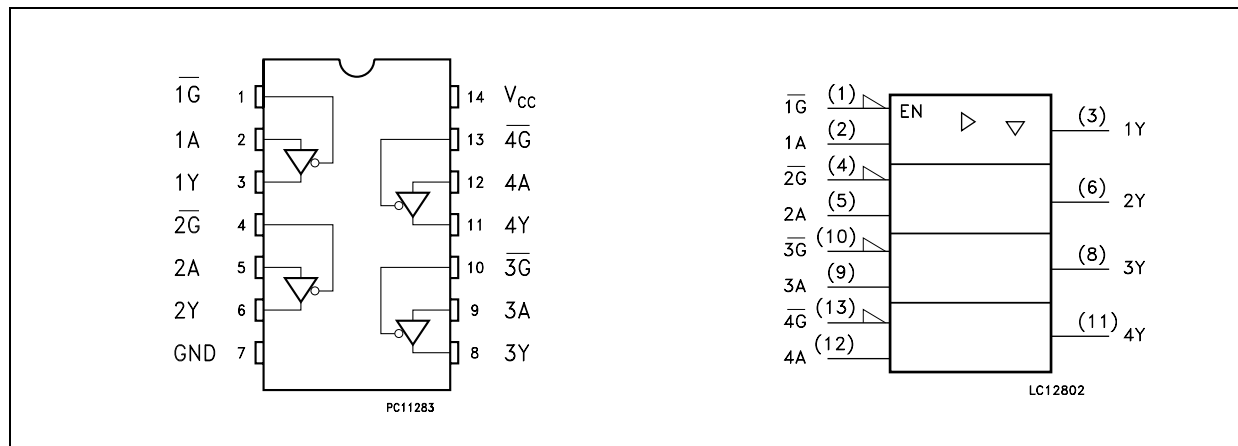 1G̅ 1 14 VCC
1A 2 13 4G̅
1Y 3 12 4A
2G̅ 4 11 4Y
2A 5 10 3G̅
2Y 6 9 3A
GND 7 8 3Y
PC11283
1G̅ (1) EN (3) 1Y
1A (2)
2G̅ (4) (6) 2Y
2A (5)
3G̅ (10) (8) 3Y
3A (9)
4G̅ (13) (11) 4Y
4A (12)
LC12802